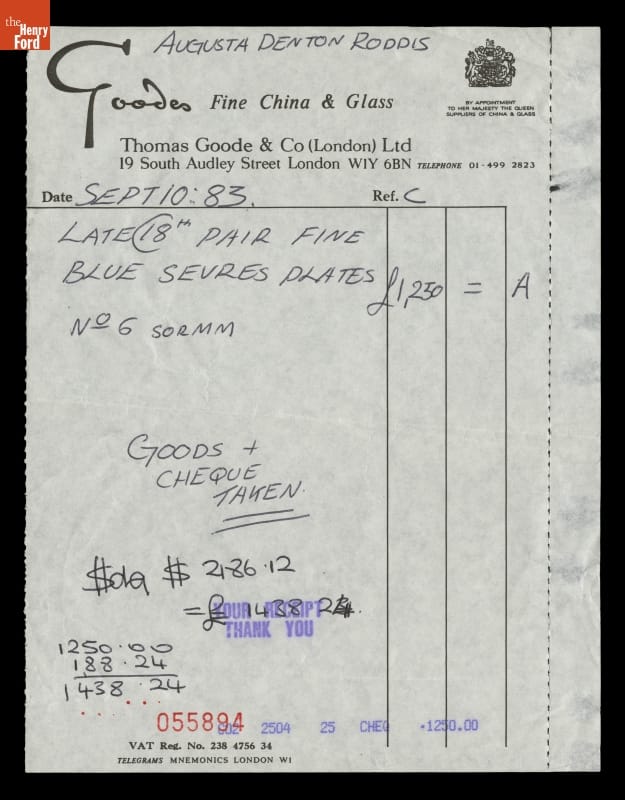 the Henry Ford
AUGUSTA DENTON RODDIS
Goodes Fine China & Glass
BY APPOINTMENT
TO HER MAJESTY THE QUEEN
SUPPLIERS OF CHINA & GLASS
Thomas Goode & Co (London) Ltd
19 South Audley Street London W1Y 6BN TELEPHONE 01-499 2823
Date SEPT 10: 83. Ref. C
LATE C18TH PAIR FINE
BLUE SEVRES PLATES £1,250 = A
No 6 SORMM
GOODS +
CHEQUE
TAKEN.
$ 2186.12
= £ 1438.24.
YOUR RECEIPT
THANK YOU
1250.00
188.24
1438.24
055894
002 2504 25 CHEQ ·1250.00
VAT Reg. No. 238 4756 34
TELEGRAMS MNEMONICS LONDON W1